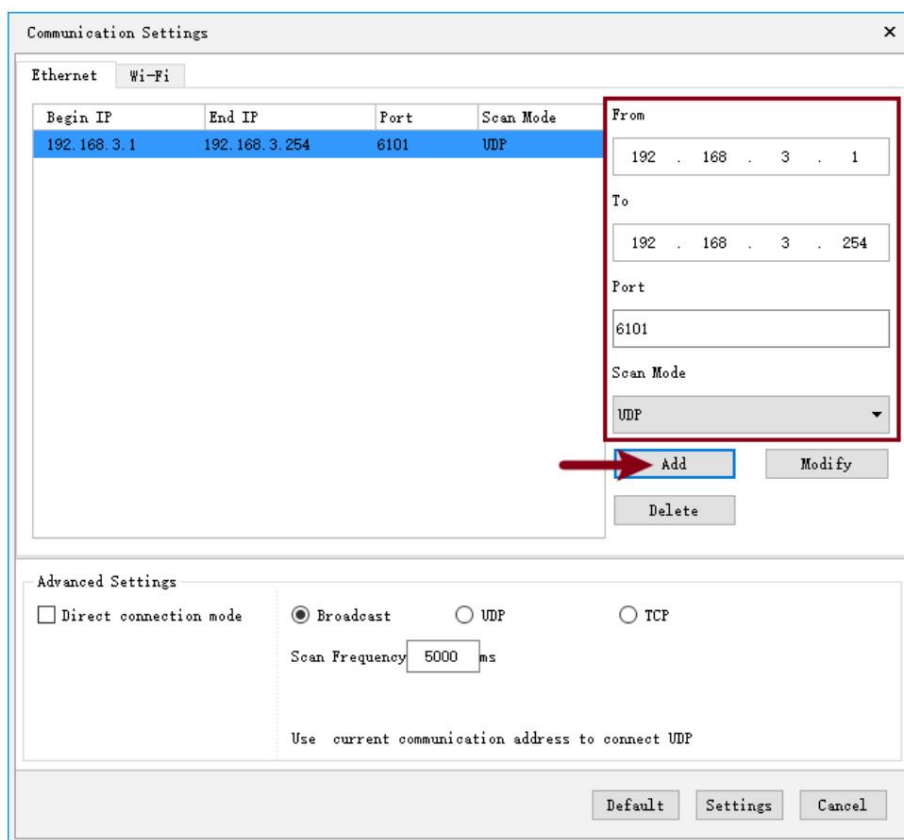 Communication Settings
Ethernet Wi-Fi
Begin IP End IP Port Scan Mode
192.168.3.1 192.168.3.254 6101 UDP
From
192 . 168 . 3 . 1
To
192 . 168 . 3 . 254
Port
6101
Scan Mode
UDP
Add Modify
Delete
Advanced Settings
Direct connection mode Broadcast UDP TCP
Scan Frequency 5000 ms
Use current communication address to connect UDP
Default Settings Cancel